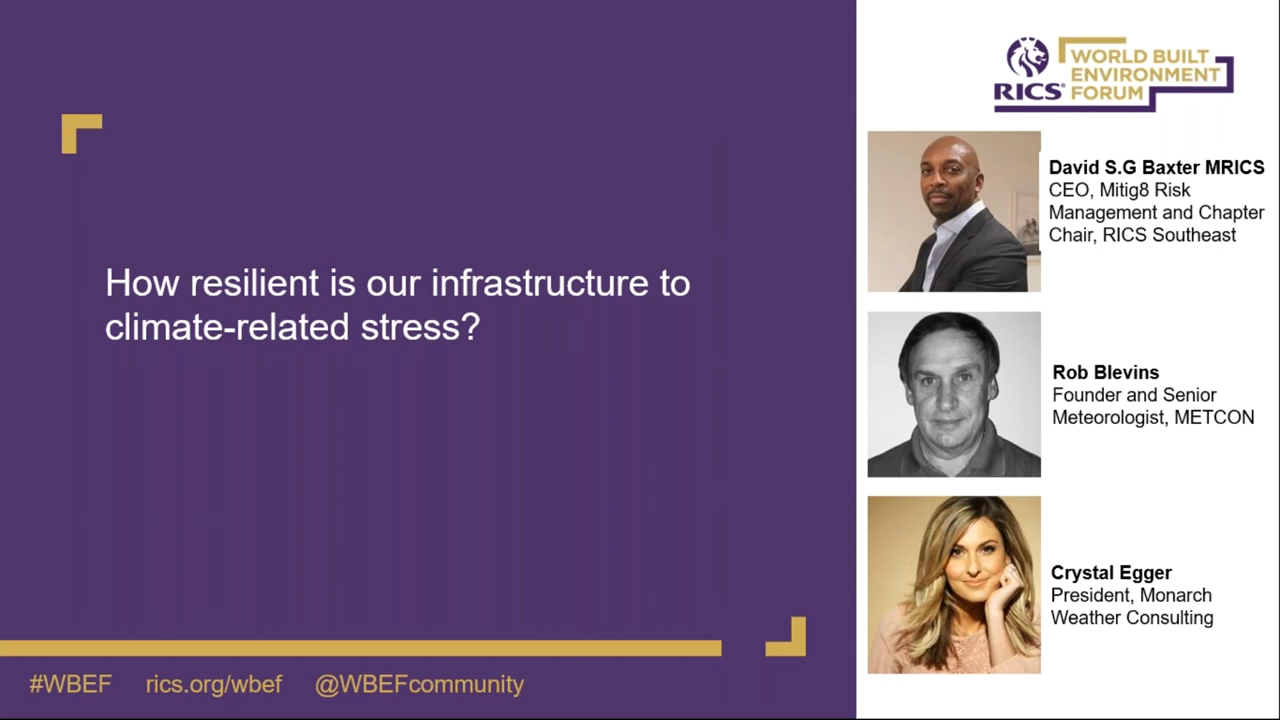 How resilient is our infrastructure to
climate-related stress?
#WBEF rics.org/wbef @WBEFcommunity
RICS
WORLD BUILT
ENVIRONMENT
FORUM
David S.G Baxter MRICS
CEO, Mitig8 Risk
Management and Chapter
Chair, RICS Southeast
Rob Blevins
Founder and Senior
Meteorologist, METCON
Crystal Egger
President, Monarch
Weather Consulting